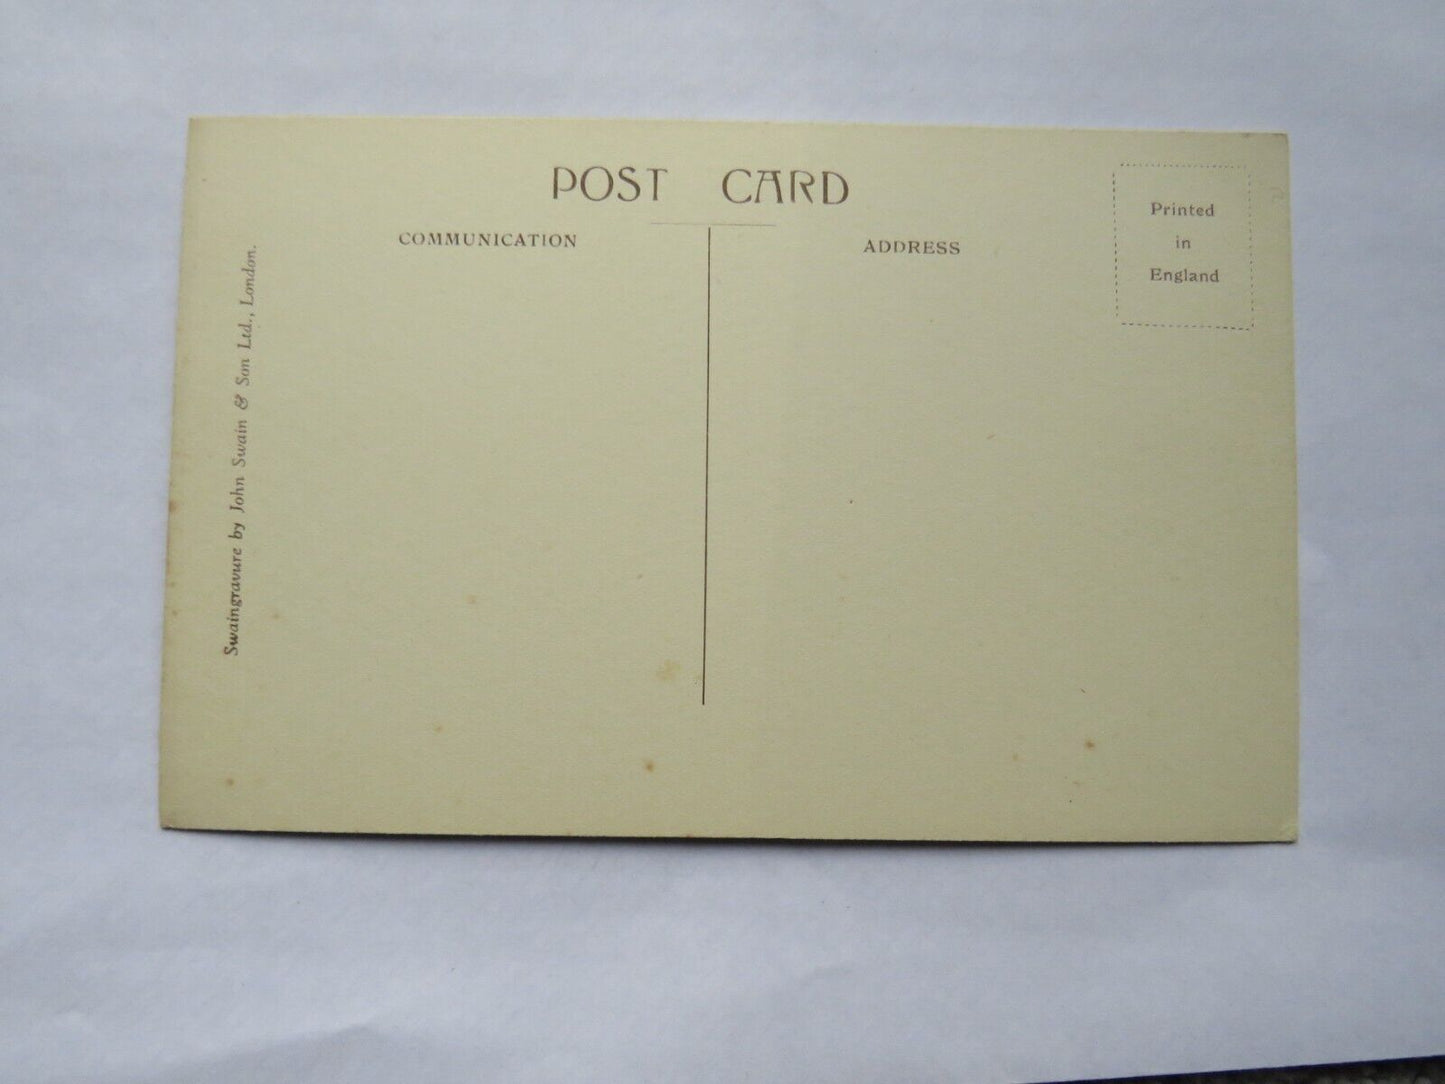 POST CARD
COMMUNICATION
ADDRESS
Printed
in
England
Swaingravure by John Swain & Son Ltd., London.